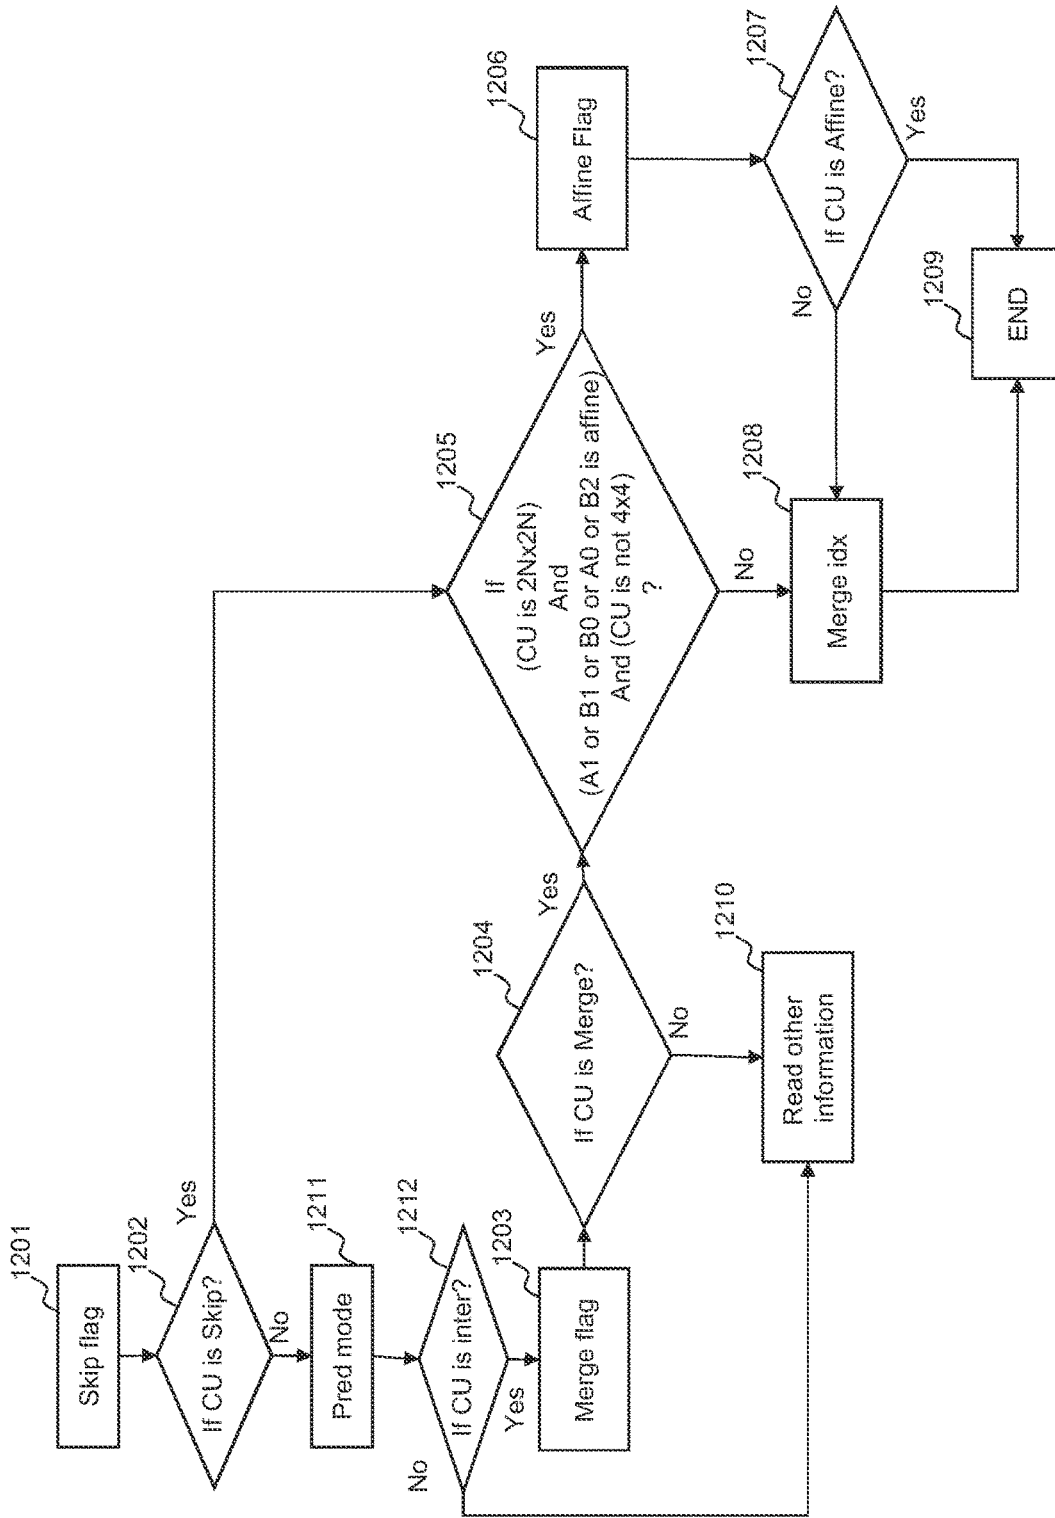 1201
Skip flag
1202
If CU is Skip?
Yes
No
1211
Pred mode
1212
If CU is inter?
No
Yes
1203
Merge flag
1204
If CU is Merge?
Yes
No
1210
Read other
information
1205
If
(CU is 2Nx2N)
And
(A1 or B1 or B0 or A0 or B2 is affine)
And (CU is not 4x4)
?
Yes
No
1206
Affine Flag
1207
If CU is Affine?
No
Yes
1208
Merge idx
1209
END